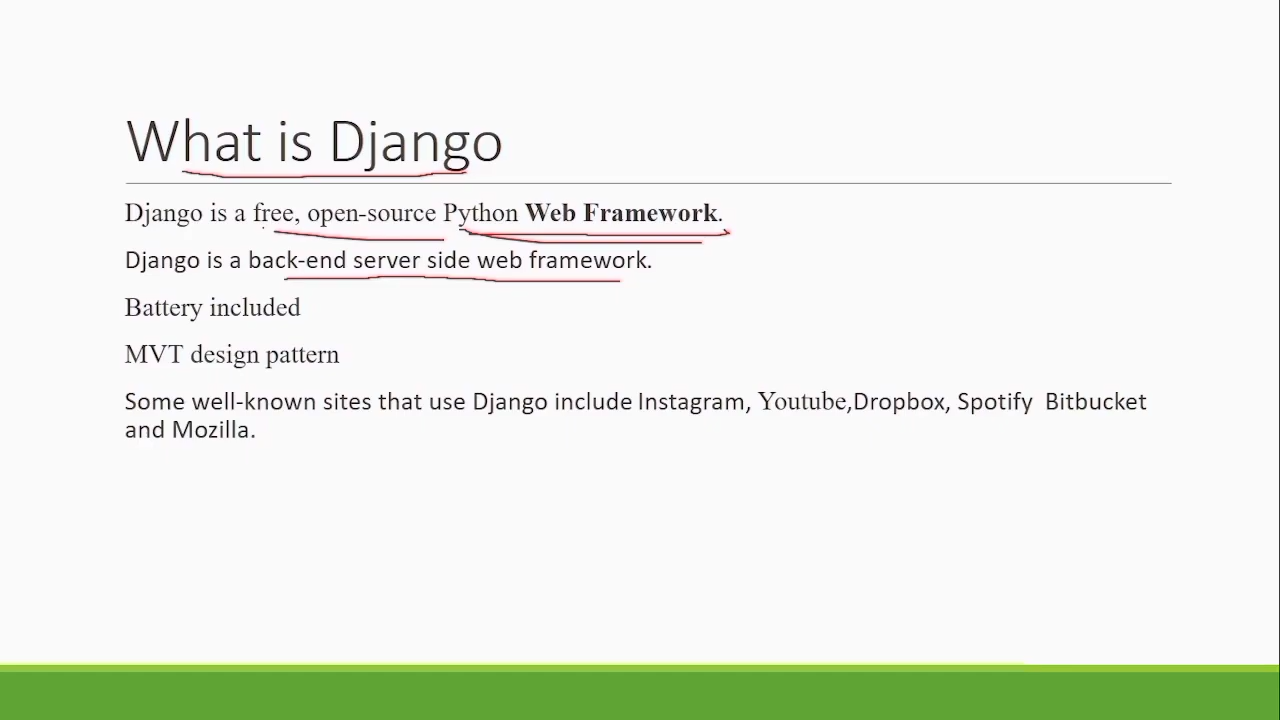 What is Django
Django is a free, open-source Python Web Framework.
Django is a back-end server side web framework.
Battery included
MVT design pattern
Some well-known sites that use Django include Instagram, Youtube,Dropbox, Spotify  Bitbucket
and Mozilla.